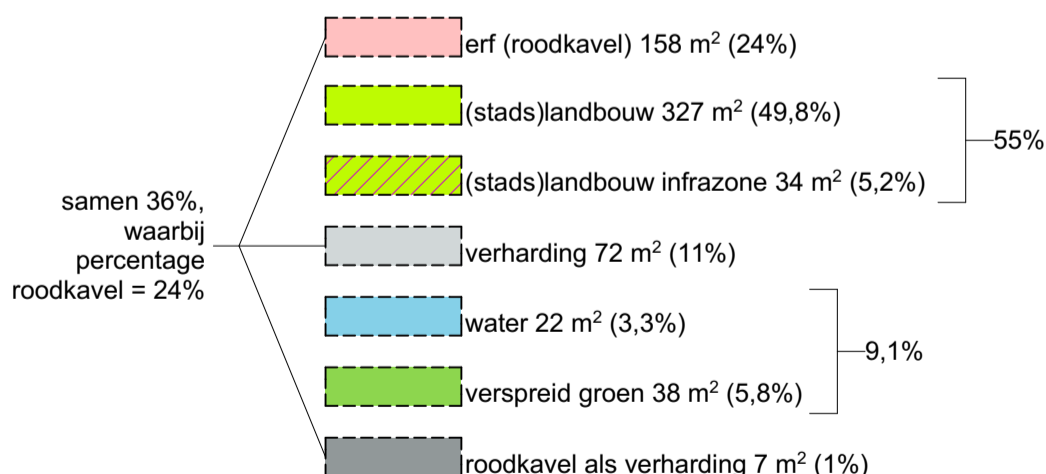 erf (roodkavel) 158 m² (24%)
(stads)landbouw 327 m² (49,8%)
55%
(stads)landbouw infrazone 34 m² (5,2%)
samen 36%,
waarbij
percentage
roodkavel = 24%
verharding 72 m² (11%)
water 22 m² (3,3%)
9,1%
verspreid groen 38 m² (5,8%)
roodkavel als verharding 7 m² (1%)